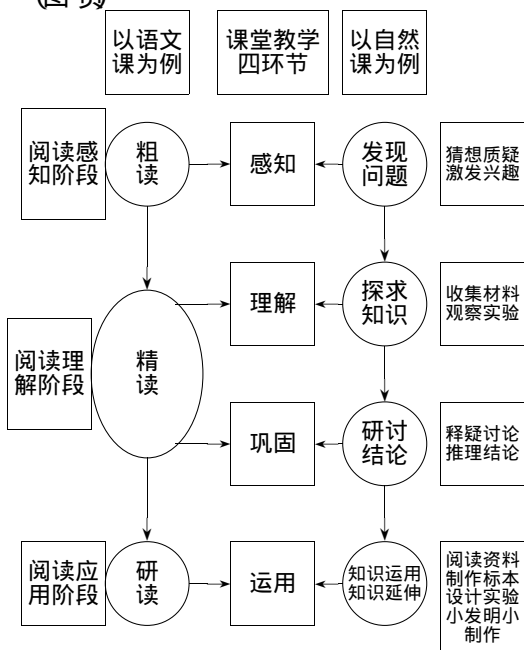 以语文
课为例
课堂教学
四环节
以自然
课为例
阅读感
知阶段
粗
读
感知
发现
问题
猜想质疑
激发兴趣
理解
探求
知识
收集材料
观察实验
阅读理
解阶段
精
读
巩固
研讨
结论
释疑讨论
推理结论
阅读应
用阶段
研
读
运用
知识运用
知识延伸
阅读资料
制作标本
设计实验
小发明小
制作